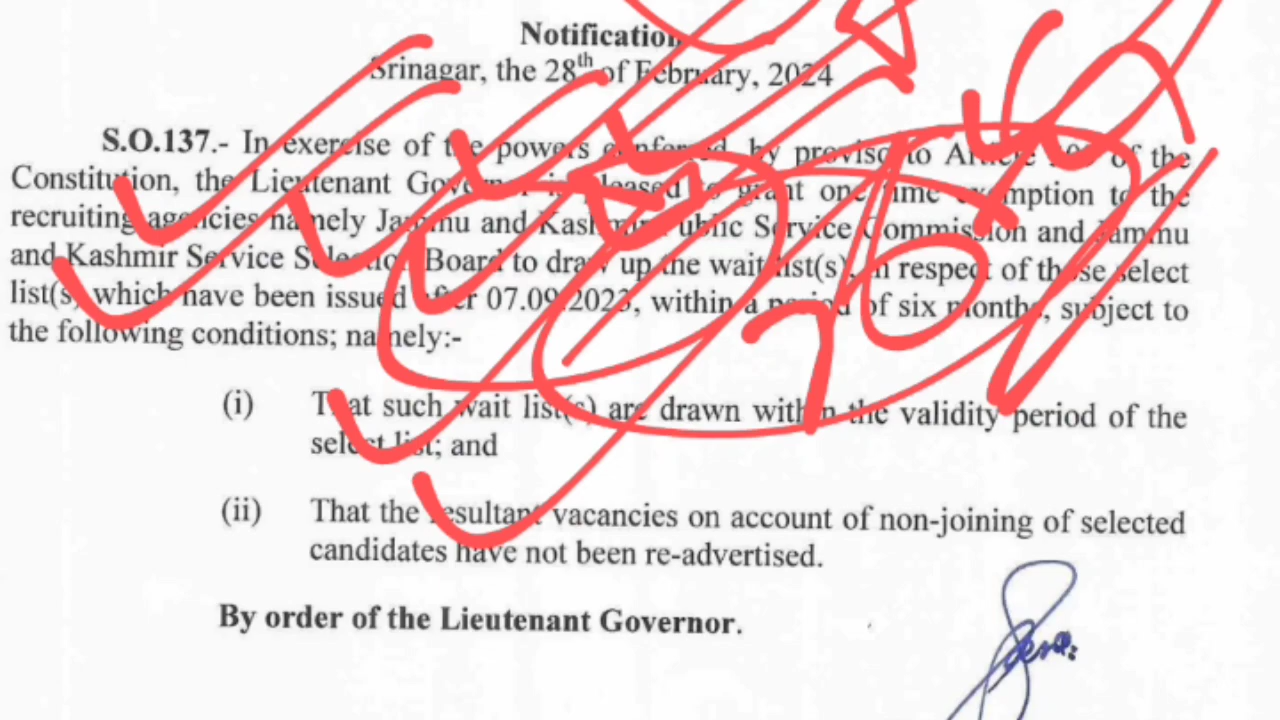 Notification
Srinagar, the 28th of February, 2024
S.O.137.- In exercise of the powers conferred by proviso to Article of the
Constitution, the Lieutenant Governor is pleased to grant one time exemption to the
recruiting agencies namely Jammu and Kashmir Public Service Commission and Jammu
and Kashmir Service Selection Board to draw up the wait list(s), in respect of those select
list(s) which have been issued after 07.09.2023, within a period of six months, subject to
the following conditions; namely:-
(i) That such wait list(s) are drawn within the validity period of the
select list; and
(ii) That the resultant vacancies on account of non-joining of selected
candidates have not been re-advertised.
By order of the Lieutenant Governor.